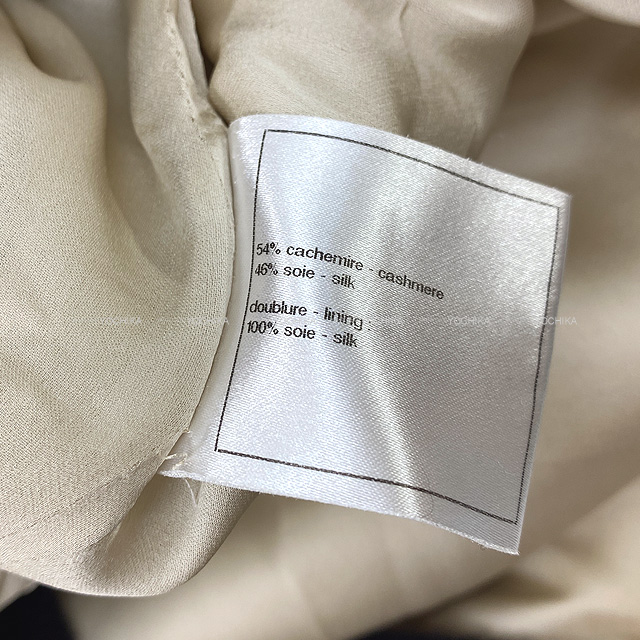 54% cachemire - cashmere
46% soie - silk
doublure - lining :
100% soie - silk